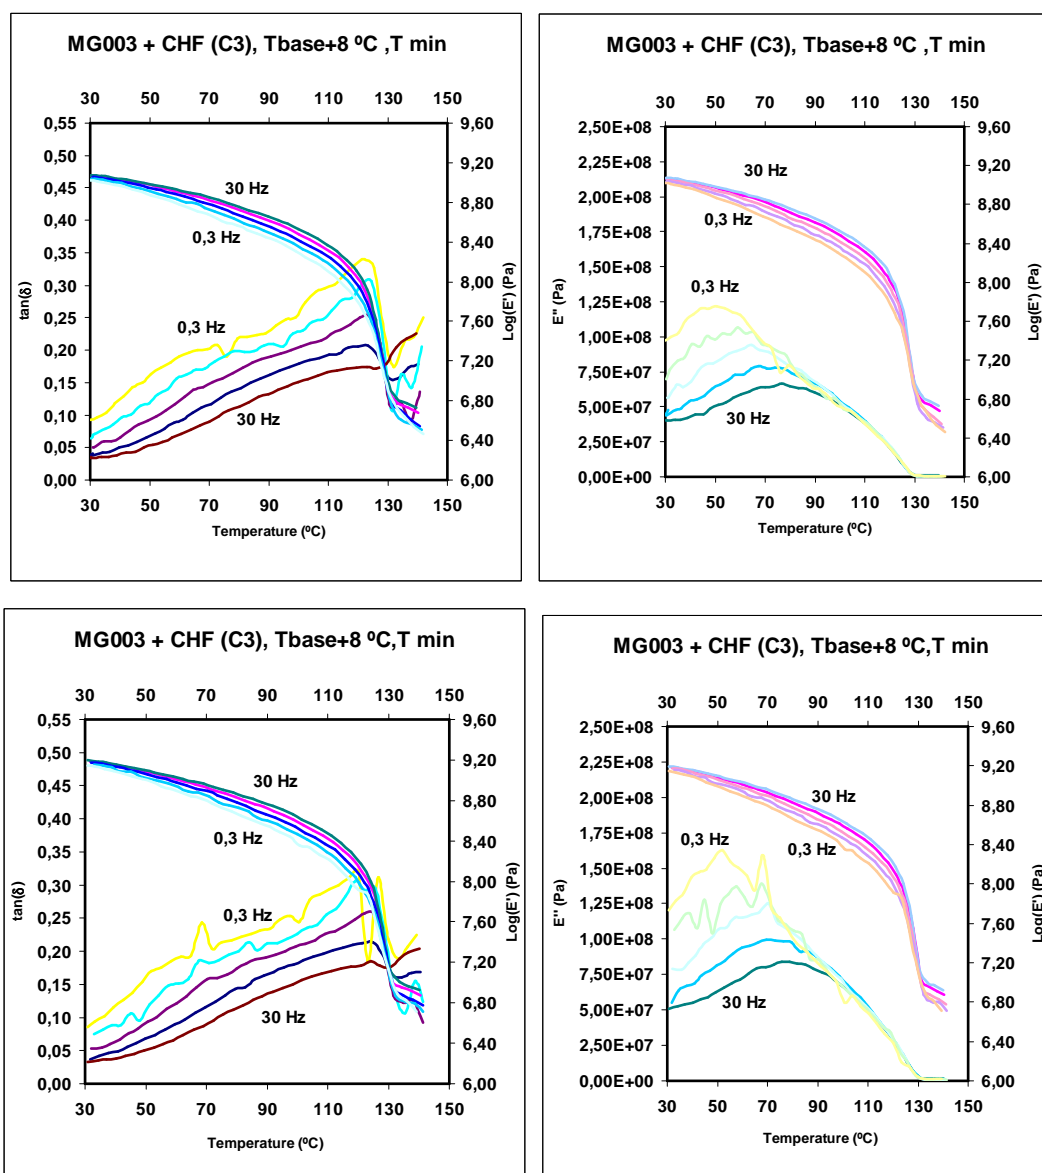 MG003 + CHF (C3), Tbase+8 ºC ,T min
30 50 70 90 110 130 150
0,55
0,50
0,45
0,40
0,35
0,30
0,25
0,20
0,15
0,10
0,05
0,00
tan(δ)
30 Hz
0,3 Hz
0,3 Hz
30 Hz
9,60
9,20
8,80
8,40
8,00
7,60
7,20
6,80
6,40
6,00
Log(E') (Pa)
30 50 70 90 110 130 150
Temperature (ºC)
MG003 + CHF (C3), Tbase+8 ºC ,T min
30 50 70 90 110 130 150
2,50E+08
2,25E+08
2,00E+08
1,75E+08
1,50E+08
1,25E+08
1,00E+08
7,50E+07
5,00E+07
2,50E+07
0,00E+00
E'' (Pa)
30 Hz
0,3 Hz
0,3 Hz
30 Hz
9,60
9,20
8,80
8,40
8,00
7,60
7,20
6,80
6,40
6,00
Log(E') (Pa)
30 50 70 90 110 130 150
Temperature (ºC)
MG003 + CHF (C3), Tbase+8 ºC,T min
30 50 70 90 110 130 150
0,55
0,50
0,45
0,40
0,35
0,30
0,25
0,20
0,15
0,10
0,05
0,00
tan(δ)
30 Hz
0,3 Hz
0,3 Hz
30 Hz
9,60
9,20
8,80
8,40
8,00
7,60
7,20
6,80
6,40
6,00
Log(E') (Pa)
30 50 70 90 110 130 150
Temperature (ºC)
MG003 + CHF (C3), Tbase+8 ºC,T min
30 50 70 90 110 130 150
2,50E+08
2,25E+08
2,00E+08
1,75E+08
1,50E+08
1,25E+08
1,00E+08
7,50E+07
5,00E+07
2,50E+07
0,00E+00
E'' (Pa)
30 Hz
0,3 Hz
0,3 Hz
30 Hz
9,60
9,20
8,80
8,40
8,00
7,60
7,20
6,80
6,40
6,00
Log(E') (Pa)
30 50 70 90 110 130 150
Temperature (ºC)